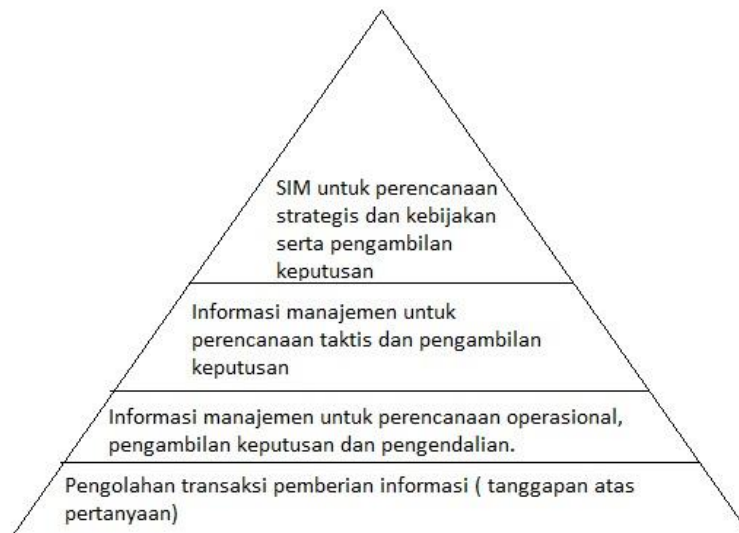 SIM untuk perencanaan
strategis dan kebijakan
serta pengambilan
keputusan
Informasi manajemen untuk
perencanaan taktis dan pengambilan
keputusan
Informasi manajemen untuk perencanaan operasional,
pengambilan keputusan dan pengendalian.
Pengolahan transaksi pemberian informasi ( tanggapan atas
pertanyaan)